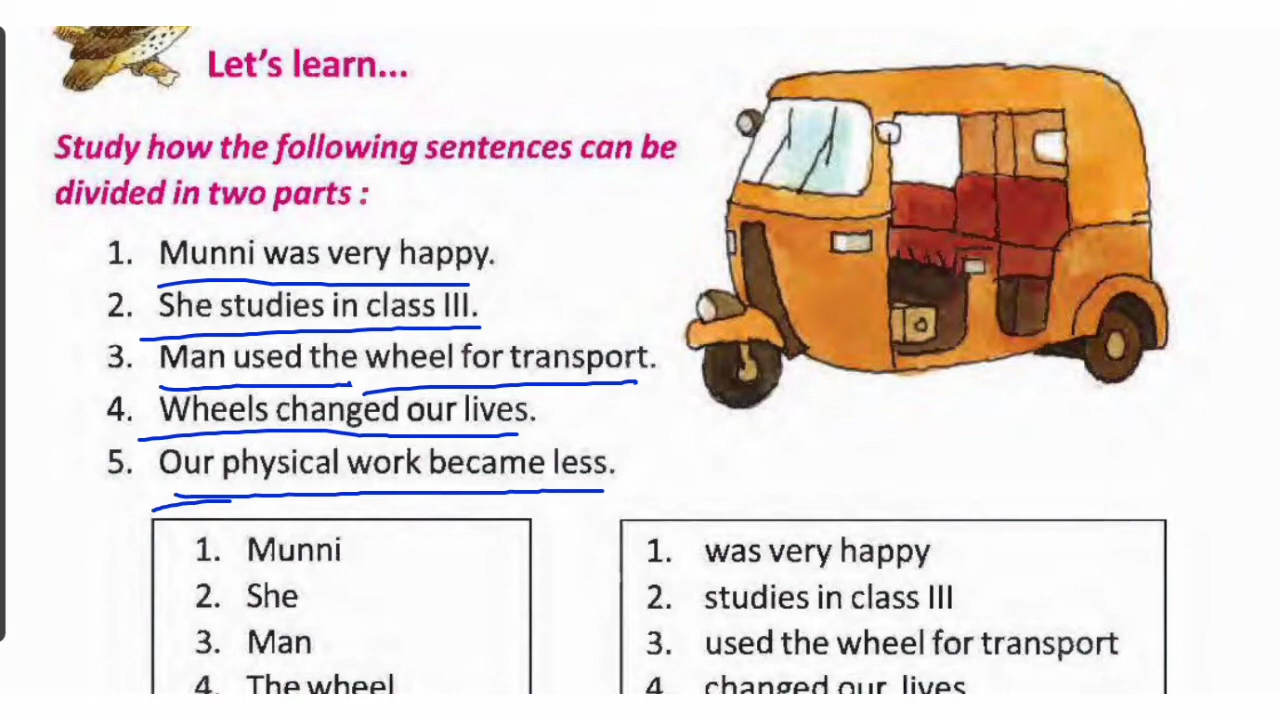 Let's learn...
Study how the following sentences can be
divided in two parts :
1. Munni was very happy.
2. She studies in class III.
3. Man used the wheel for transport.
4. Wheels changed our lives.
5. Our physical work became less.
1. Munni
2. She
3. Man
4. The wheel
1. was very happy
2. studies in class III
3. used the wheel for transport
4. changed our lives